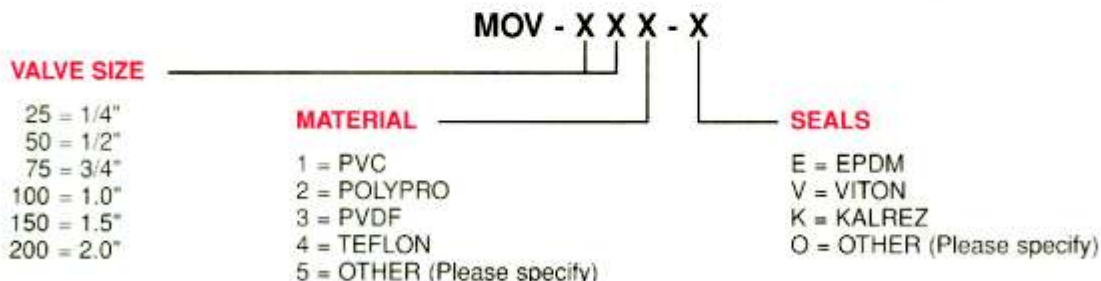 MOV - X X X - X
VALVE SIZE
25 = 1/4"
50 = 1/2"
75 = 3/4"
100 = 1.0"
150 = 1.5"
200 = 2.0"
MATERIAL
1 = PVC
2 = POLYPRO
3 = PVDF
4 = TEFLON
5 = OTHER (Please specify)
SEALS
E = EPDM
V = VITON
K = KALREZ
O = OTHER (Please specify)